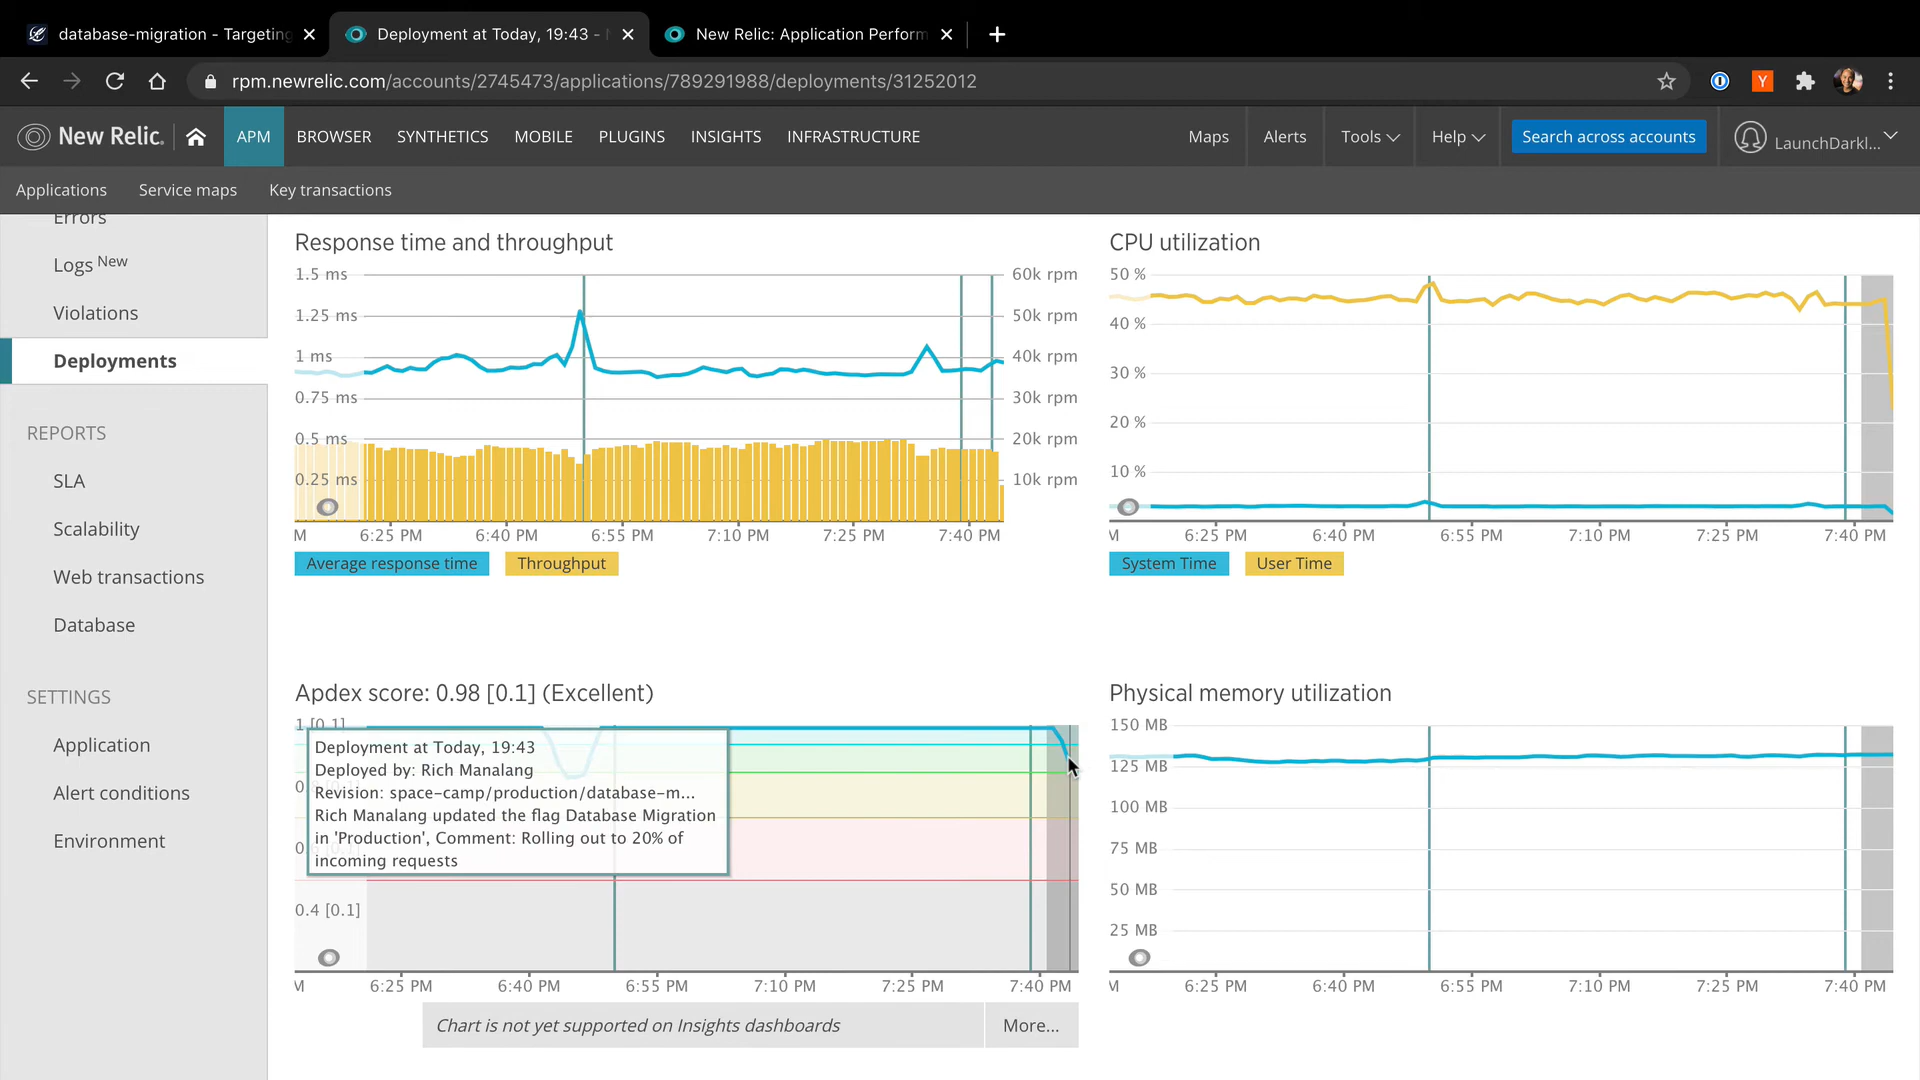 database-migration - Targeting
Deployment at Today, 19:43 -
New Relic: Application Perform
rpm.newrelic.com/accounts/2745473/applications/789291988/deployments/31252012
Y
New Relic.
APM
BROWSER
SYNTHETICS
MOBILE
PLUGINS
INSIGHTS
INFRASTRUCTURE
Maps
Alerts
Tools
Help
Search across accounts
LaunchDarkl...
Applications
Service maps
Key transactions
Errors
Logs New
Violations
Deployments
REPORTS
SLA
Scalability
Web transactions
Database
SETTINGS
Application
Alert conditions
Environment
Response time and throughput
1.5 ms
1.25 ms
1 ms
0.75 ms
0.5 ms
0.25 ms
60k rpm
50k rpm
40k rpm
30k rpm
20k rpm
10k rpm
M 6:25 PM 6:40 PM 6:55 PM 7:10 PM 7:25 PM 7:40 PM
Average response time
Throughput
CPU utilization
50 %
40 %
30 %
20 %
10 %
6:25 PM 6:40 PM 6:55 PM 7:10 PM 7:25 PM 7:40 PM
System Time
User Time
Apdex score: 0.98 [0.1] (Excellent)
1 [0.1]
Deployment at Today, 19:43
Deployed by: Rich Manalang
Revision: space-camp/production/database-m...
Rich Manalang updated the flag Database Migration
in 'Production', Comment: Rolling out to 20% of
incoming requests
0.4 [0.1]
6:25 PM 6:40 PM 6:55 PM 7:10 PM 7:25 PM 7:40 PM
Chart is not yet supported on Insights dashboards
More...
Physical memory utilization
150 MB
125 MB
100 MB
75 MB
50 MB
25 MB
6:25 PM 6:40 PM 6:55 PM 7:10 PM 7:25 PM 7:40 PM